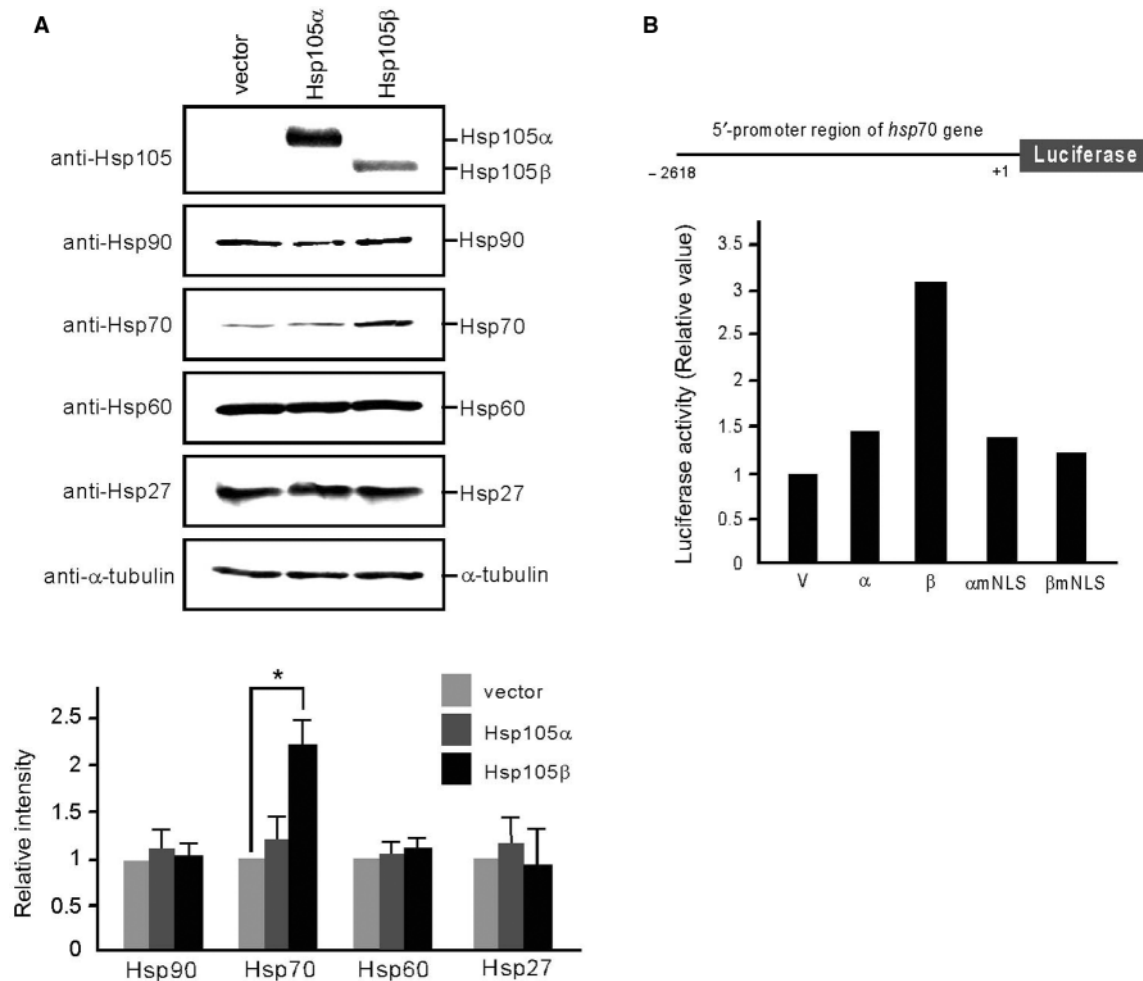 A
vector
Hsp105α
Hsp105β
anti-Hsp105
Hsp105α
Hsp105β
anti-Hsp90
Hsp90
anti-Hsp70
Hsp70
anti-Hsp60
Hsp60
anti-Hsp27
Hsp27
anti-α-tubulin
α-tubulin
Relative intensity
2.5
2
1.5
1
0.5
0
*
vector
Hsp105α
Hsp105β
Hsp90 Hsp70 Hsp60 Hsp27
B
5′-promoter region of hsp70 gene
Luciferase
– 2618 +1
Luciferase activity (Relative value)
3.5
3
2.5
2
1.5
1
0.5
0
V α β αmNLS βmNLS